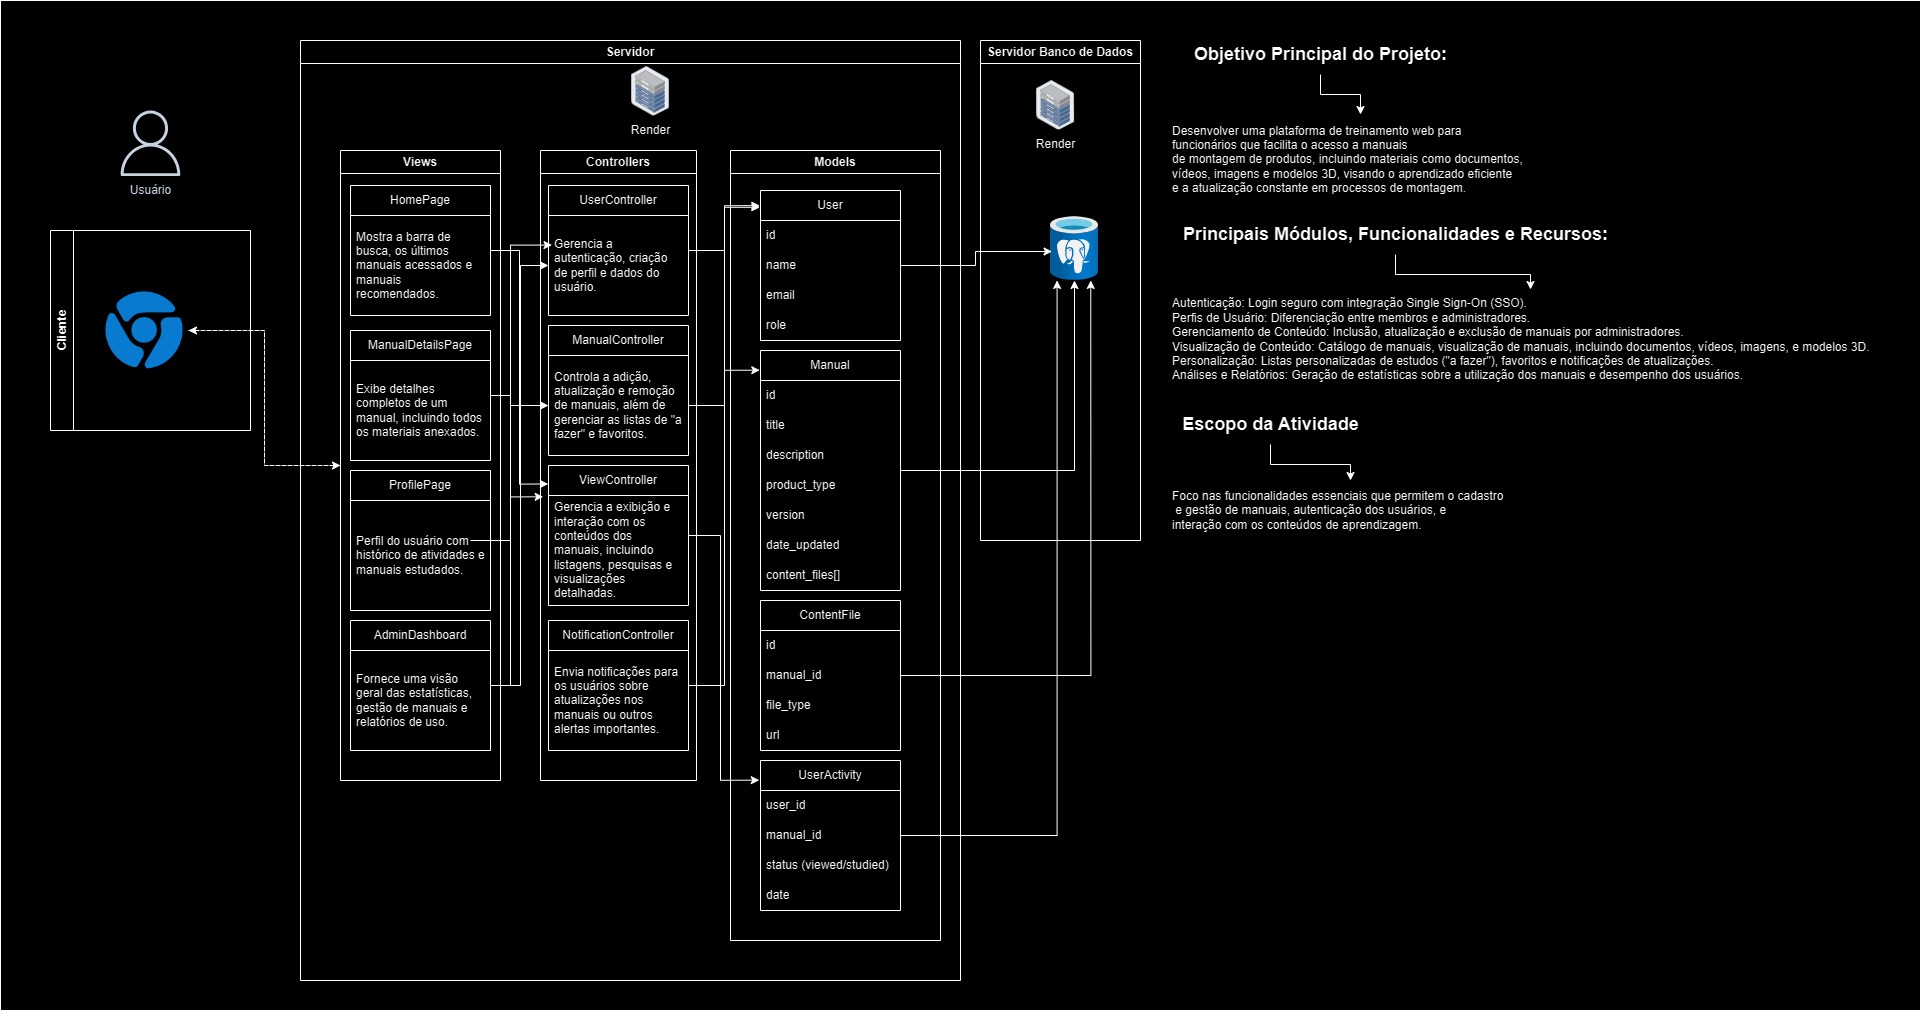 Usuário
Cliente
Servidor
Render
Views
HomePage
Mostra a barra de
busca, os últimos
manuais acessados e
manuais
recomendados.
ManualDetailsPage
Exibe detalhes
completos de um
manual, incluindo todos
os materiais anexados.
ProfilePage
Perfil do usuário com
histórico de atividades e
manuais estudados.
AdminDashboard
Fornece uma visão
geral das estatísticas,
gestão de manuais e
relatórios de uso.
Controllers
UserController
Gerencia a
autenticação, criação
de perfil e dados do
usuário.
ManualController
Controla a adição,
atualização e remoção
de manuais, além de
gerenciar as listas de "a
fazer" e favoritos.
ViewController
Gerencia a exibição e
interação com os
conteúdos dos
manuais, incluindo
listagens, pesquisas e
visualizações
detalhadas.
NotificationController
Envia notificações para
os usuários sobre
atualizações nos
manuais ou outros
alertas importantes.
Models
User
id
name
email
role
Manual
id
title
description
product_type
version
date_updated
content_files[]
ContentFile
id
manual_id
file_type
url
UserActivity
user_id
manual_id
status (viewed/studied)
date
Servidor Banco de Dados
Render
Objetivo Principal do Projeto:
Desenvolver uma plataforma de treinamento web para
funcionários que facilita o acesso a manuais
de montagem de produtos, incluindo materiais como documentos,
vídeos, imagens e modelos 3D, visando o aprendizado eficiente
e a atualização constante em processos de montagem.
Principais Módulos, Funcionalidades e Recursos:
Autenticação: Login seguro com integração Single Sign-On (SSO).
Perfis de Usuário: Diferenciação entre membros e administradores.
Gerenciamento de Conteúdo: Inclusão, atualização e exclusão de manuais por administradores.
Visualização de Conteúdo: Catálogo de manuais, visualização de manuais, incluindo documentos, vídeos, imagens, e modelos 3D.
Personalização: Listas personalizadas de estudos ("a fazer"), favoritos e notificações de atualizações.
Análises e Relatórios: Geração de estatísticas sobre a utilização dos manuais e desempenho dos usuários.
Escopo da Atividade
Foco nas funcionalidades essenciais que permitem o cadastro
e gestão de manuais, autenticação dos usuários, e
interação com os conteúdos de aprendizagem.